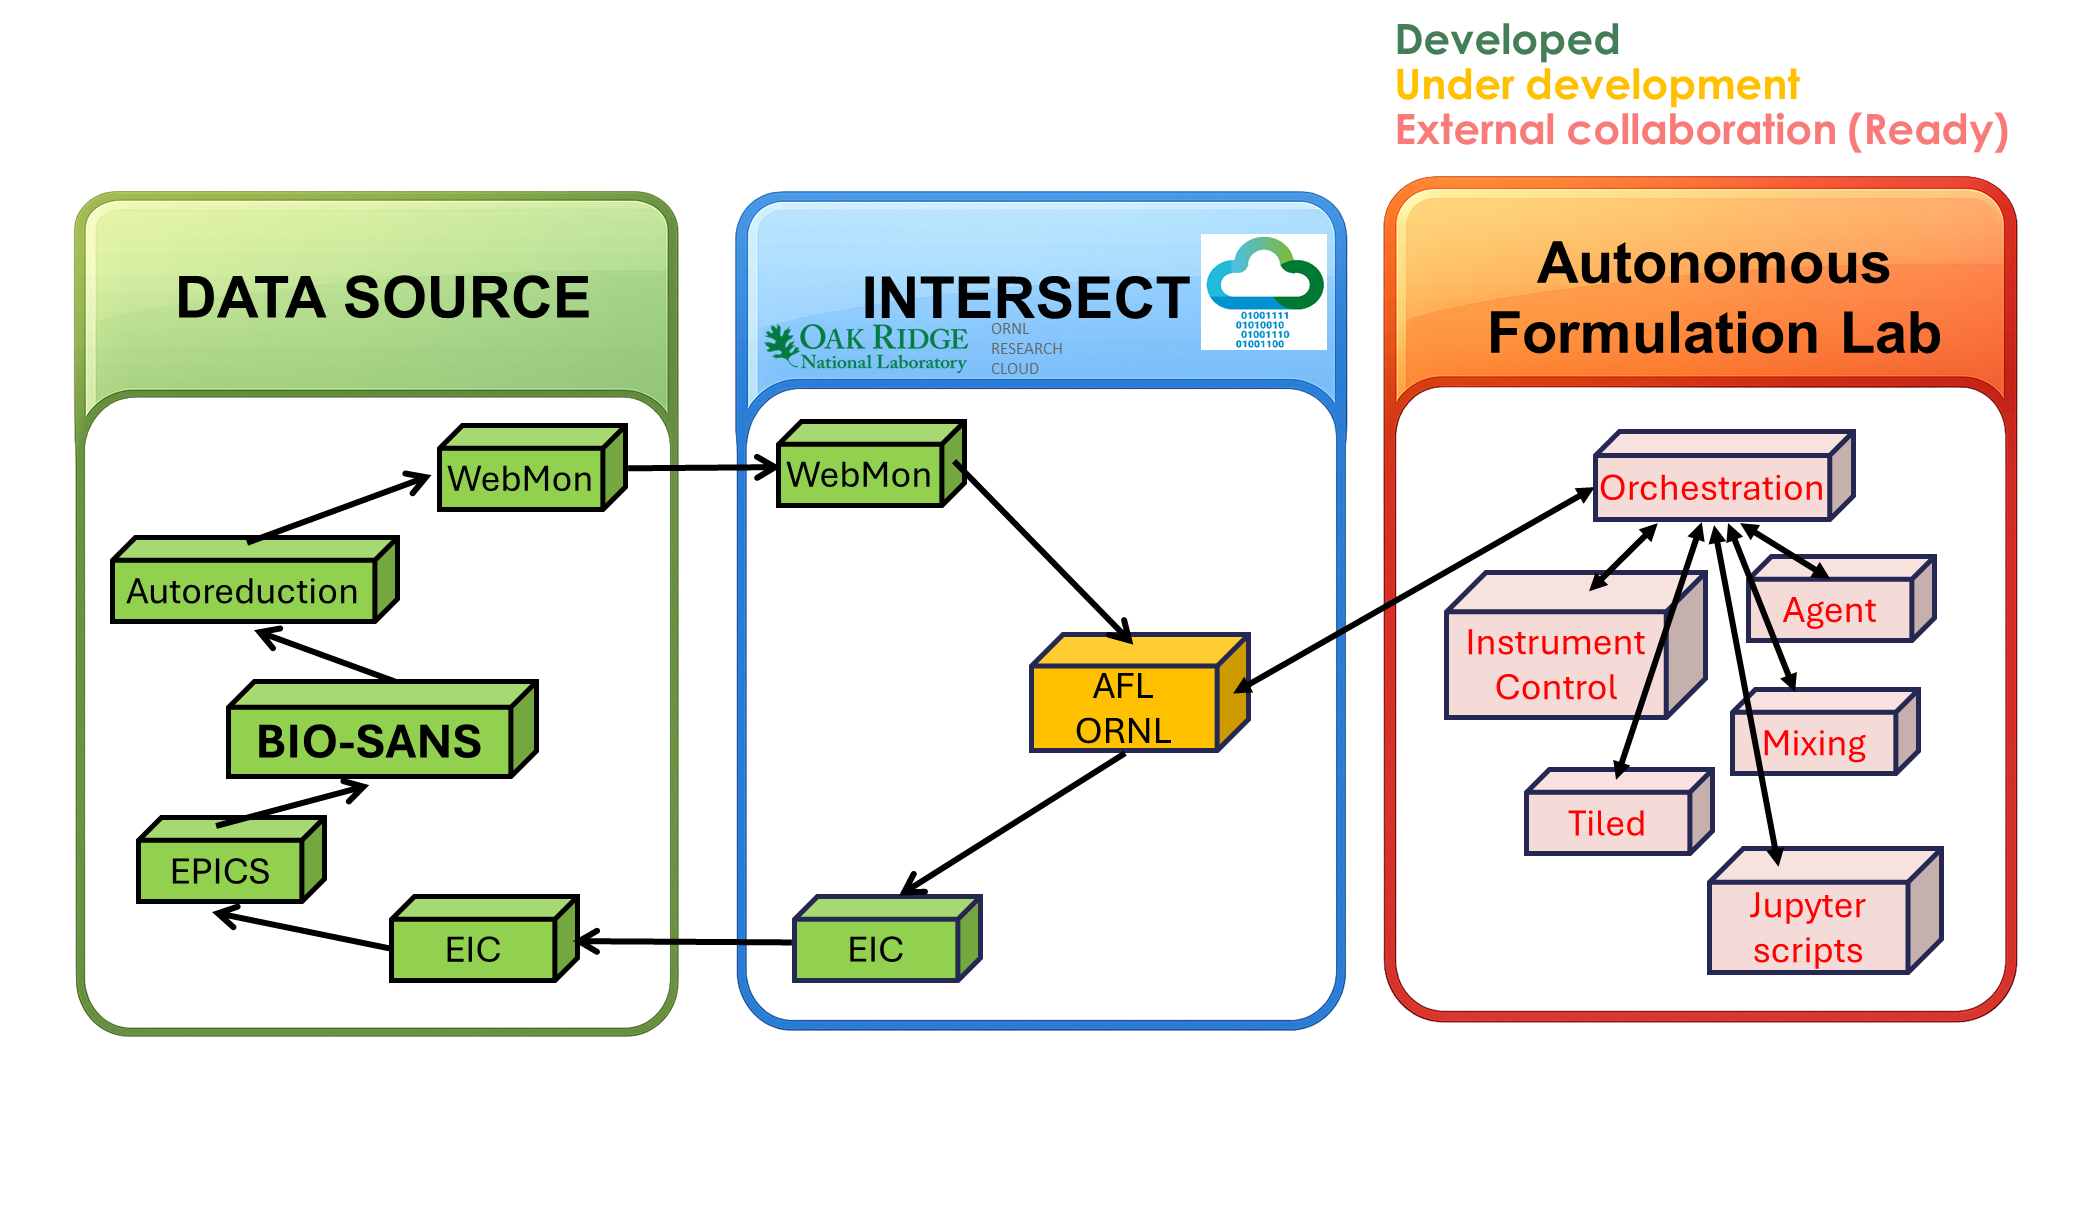 Developed
Under development
External collaboration (Ready)
DATA SOURCE
WebMon
Autoreduction
BIO-SANS
EPICS
EIC
INTERSECT
OAK RIDGE
National Laboratory
ORNL
RESEARCH
CLOUD
01001111
01010010
01001110
01001100
WebMon
AFL
ORNL
EIC
Autonomous
Formulation Lab
Orchestration
Instrument
Control
Agent
Mixing
Tiled
Jupyter
scripts